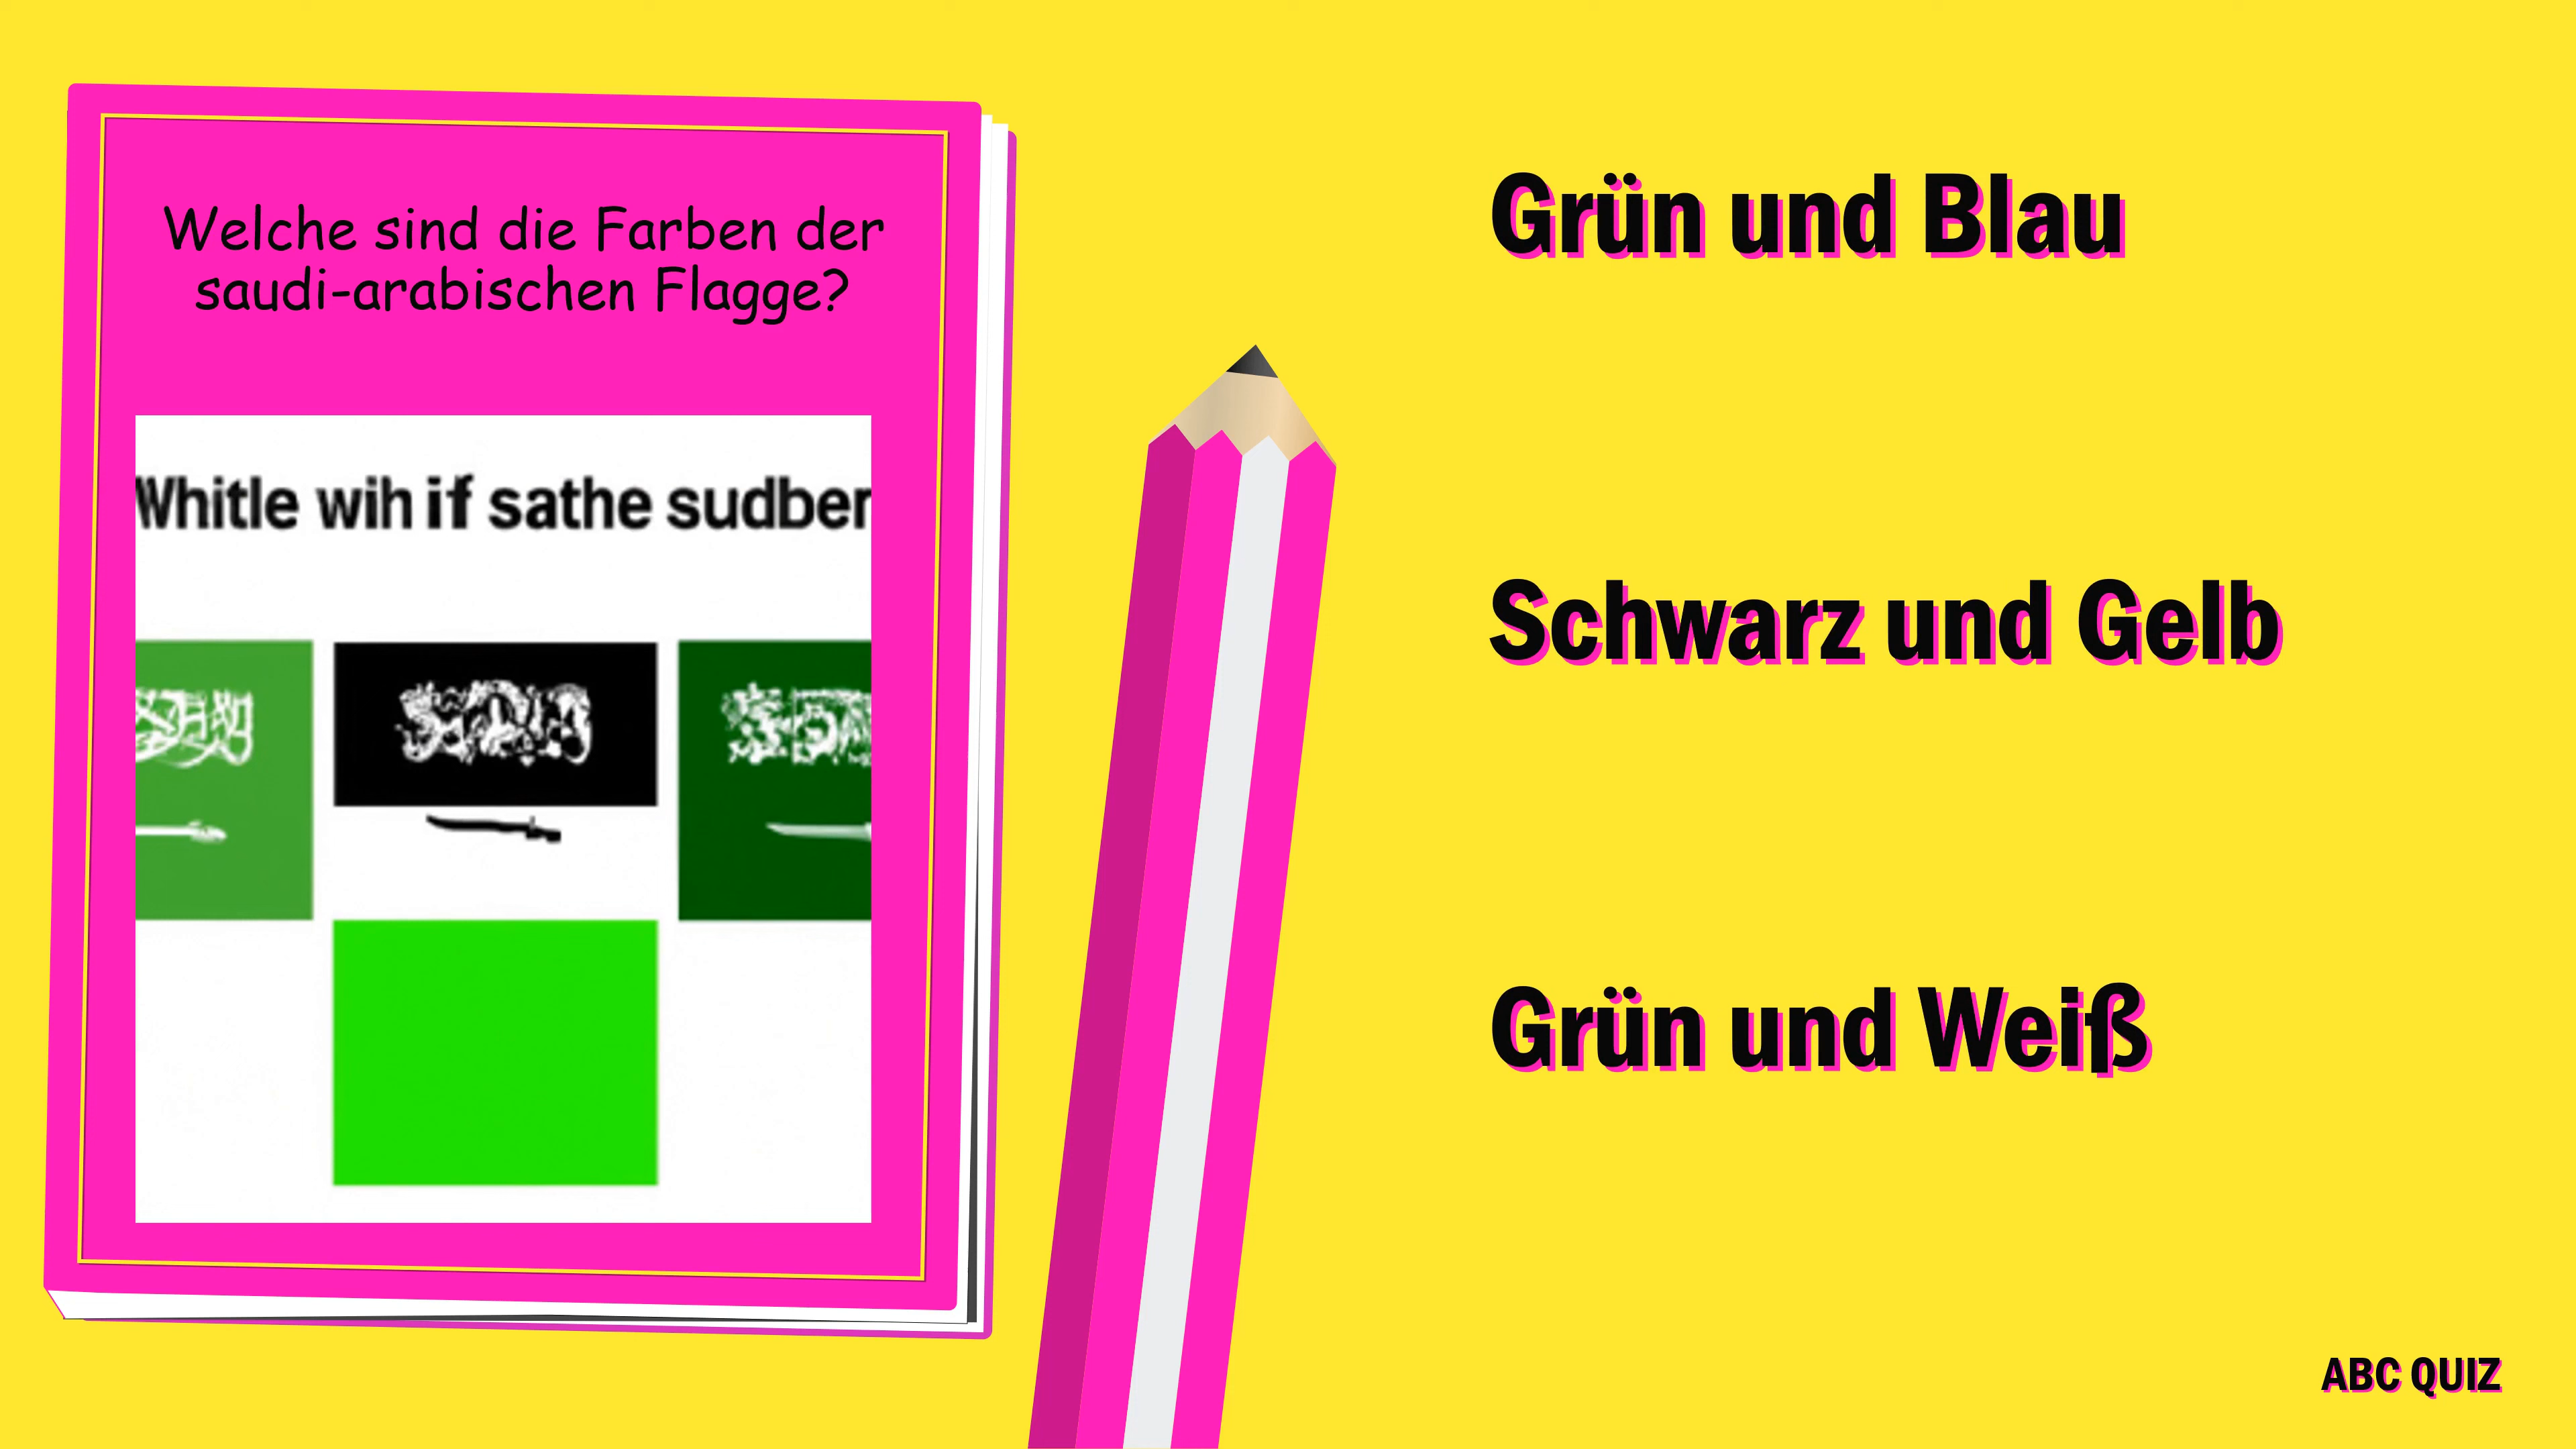 Welche sind die Farben der
saudi-arabischen Flagge?
Whitle wih if sathe sudber
Grün und Blau
Schwarz und Gelb
Grün und Weiß
ABC QUIZ